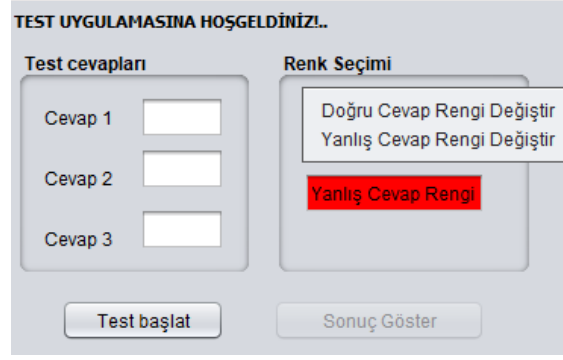 TEST UYGULAMASINA HOŞGELDİNİZ!..
Test cevapları
Cevap 1
Cevap 2
Cevap 3
Renk Seçimi
Doğru Cevap Rengi Değiştir
Yanlış Cevap Rengi Değiştir
Yanlış Cevap Rengi
Test başlat
Sonuç Göster